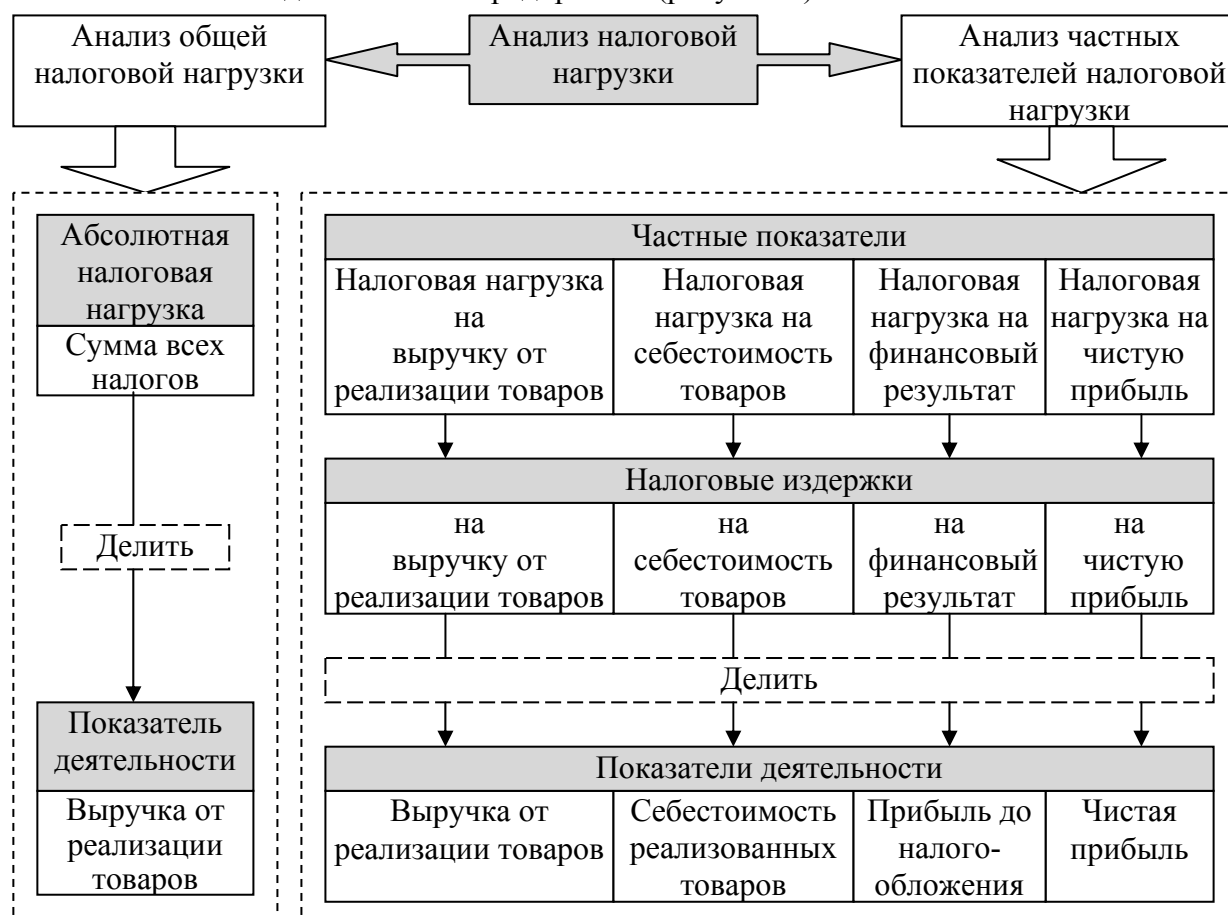 Анализ общей
налоговой нагрузки
Анализ налоговой
нагрузки
Анализ частных
показателей налоговой
нагрузки
Абсолютная
налоговая
нагрузка
Сумма всех
налогов
Делить
Показатель
деятельности
Выручка от
реализации
товаров
Частные показатели
Налоговая нагрузка
на
выручку от
реализации товаров
Налоговая
нагрузка на
себестоимость
товаров
Налоговая
нагрузка на
финансовый
результат
Налоговая
нагрузка на
чистую
прибыль
Налоговые издержки
на
выручку от
реализации товаров
на
себестоимость
товаров
на
финансовый
результат
на
чистую
прибыль
Делить
Показатели деятельности
Выручка от
реализации товаров
Себестоимость
реализованных
товаров
Прибыль до
налого-
обложения
Чистая
прибыль